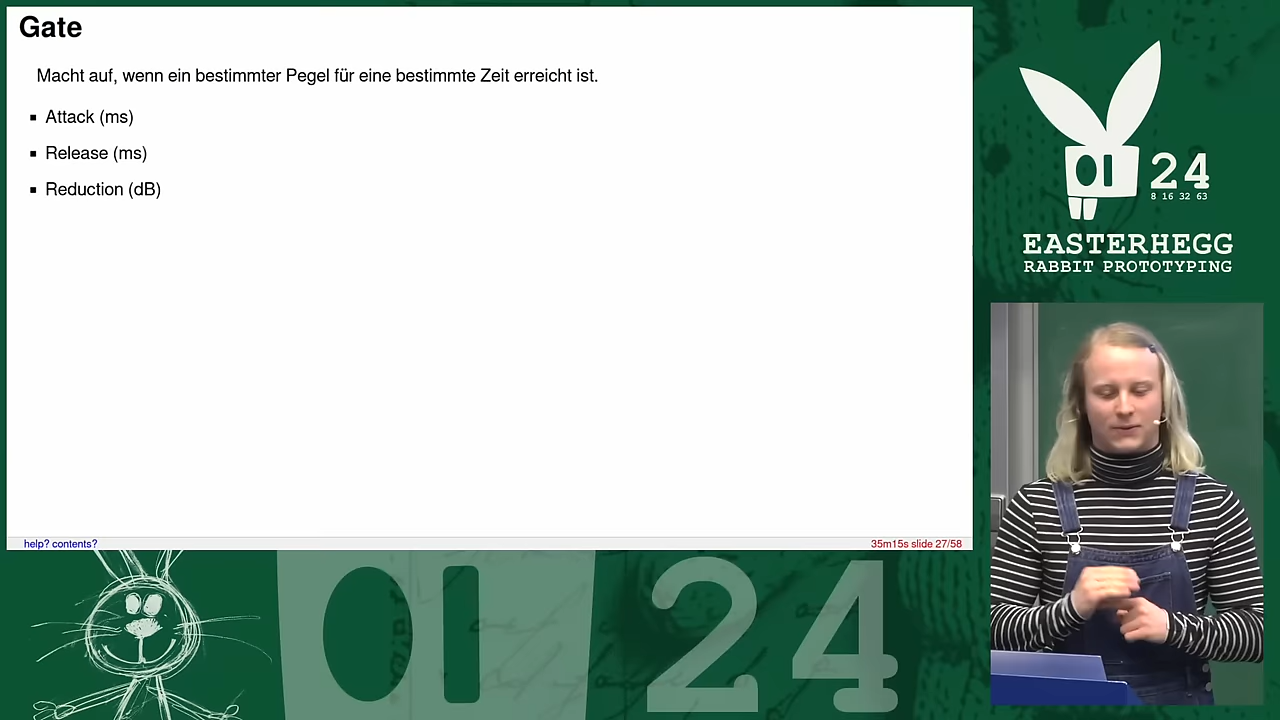 Gate
Macht auf, wenn ein bestimmter Pegel für eine bestimmte Zeit erreicht ist.
Attack (ms)
Release (ms)
Reduction (dB)
help? contents?
35m15s slide 27/58
24
8 16 32 63
EASTERHEGG
RABBIT PROTOTYPING
24